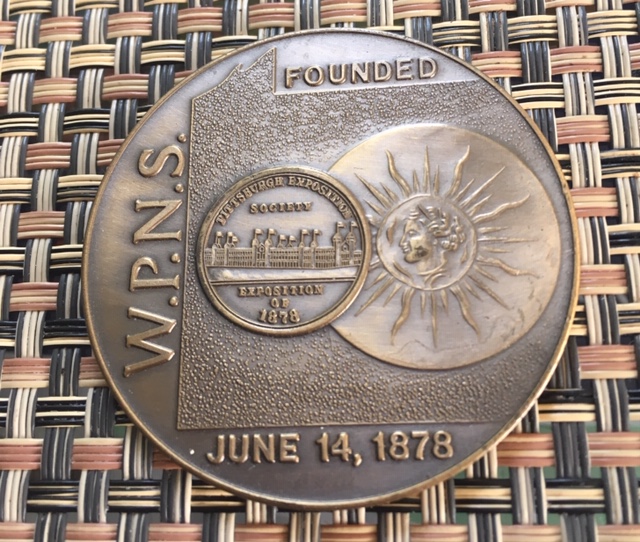 FOUNDED
W.P.N.S.
PITTSBURGH EXPOSITION
SOCIETY
EXPOSITION
OF
1878
JUNE 14, 1878